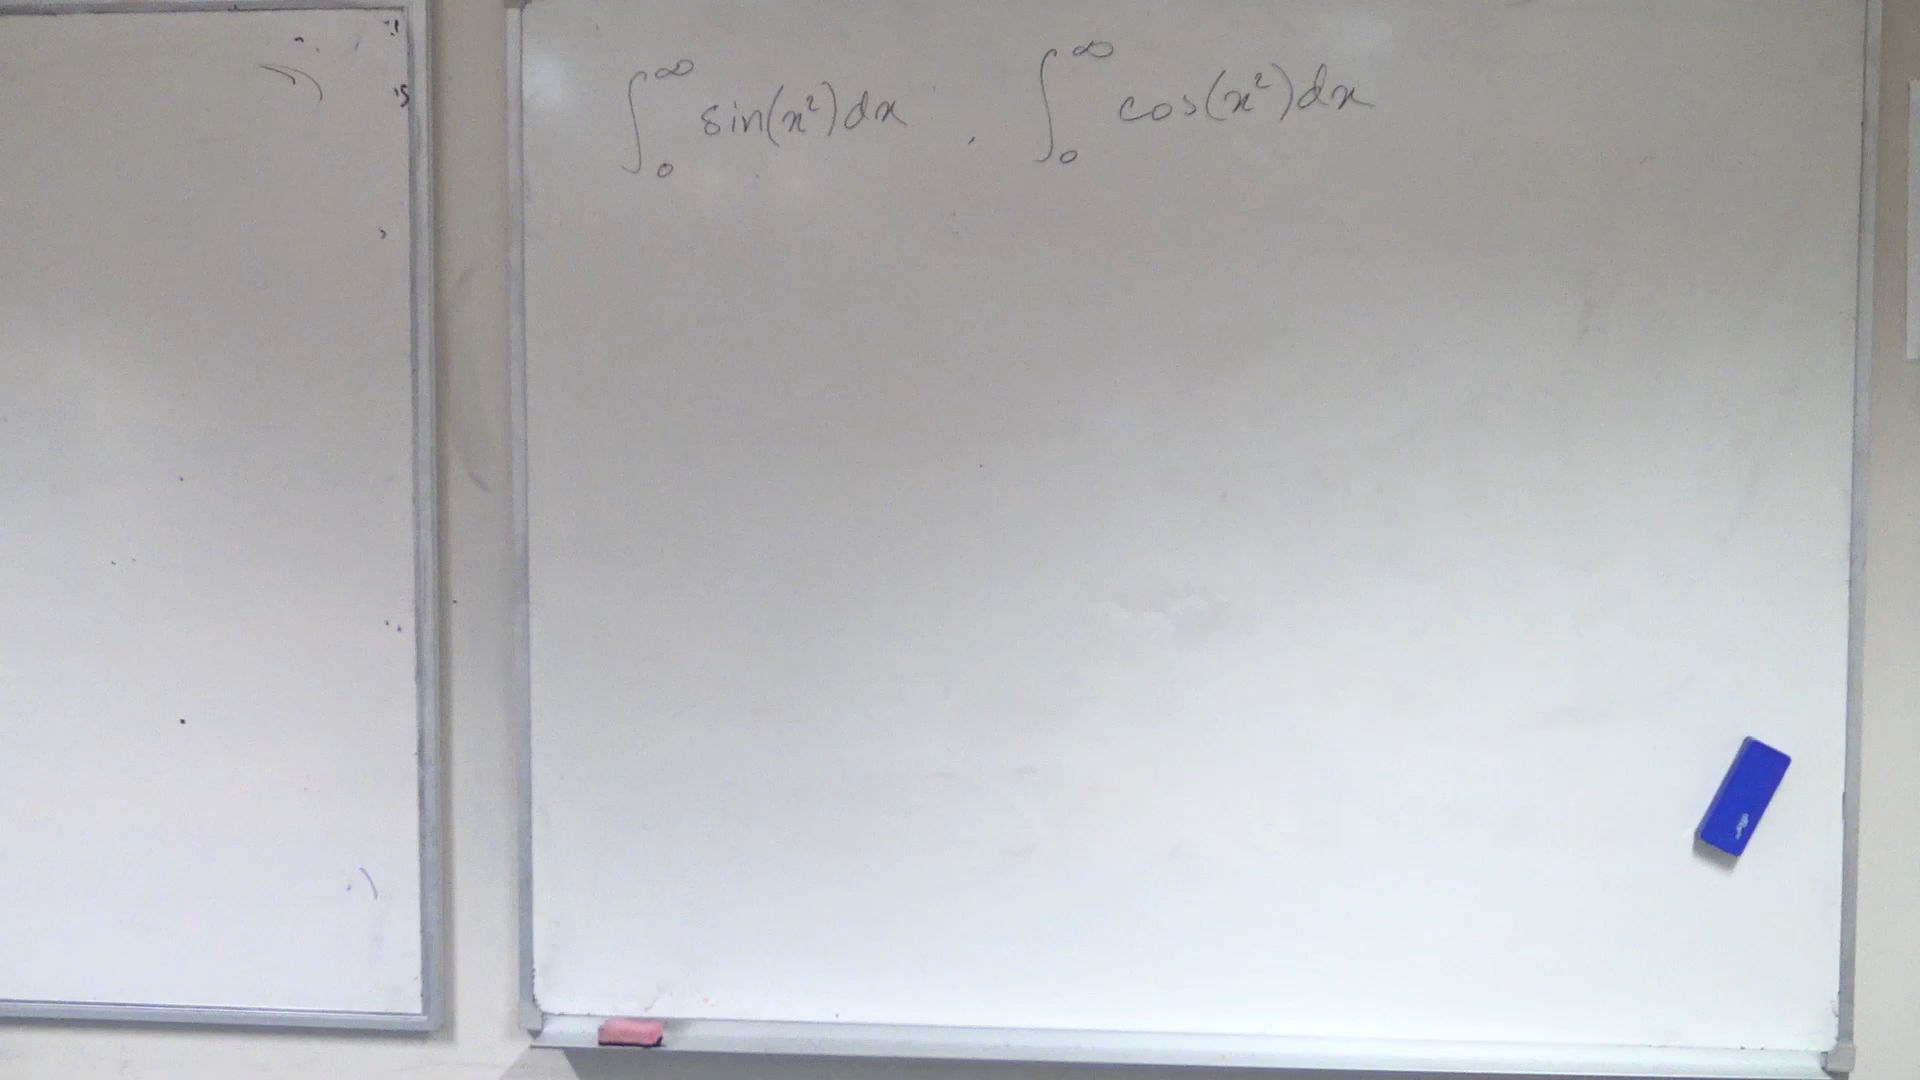 ∫₀^∞ sin(x²)dx , ∫₀^∞ cos(x²)dx